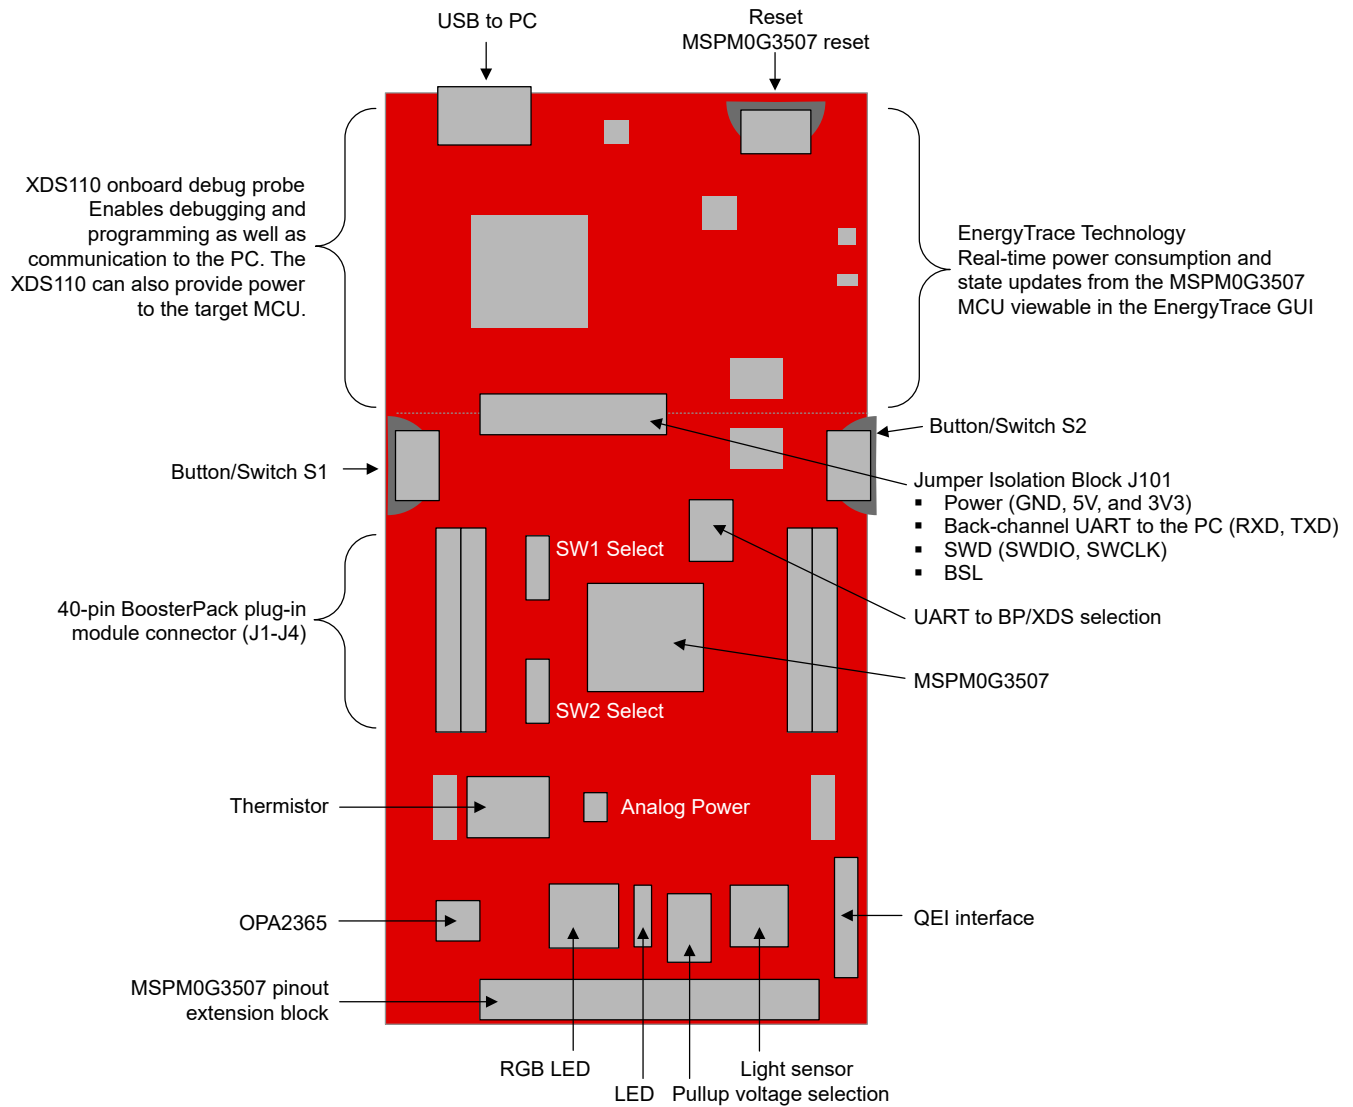 USB to PC
Reset
MSPM0G3507 reset
XDS110 onboard debug probe
Enables debugging and
programming as well as
communication to the PC. The
XDS110 can also provide power
to the target MCU.
EnergyTrace Technology
Real-time power consumption and
state updates from the MSPM0G3507
MCU viewable in the EnergyTrace GUI
Button/Switch S2
Button/Switch S1
Jumper Isolation Block J101
▪ Power (GND, 5V, and 3V3)
▪ Back-channel UART to the PC (RXD, TXD)
▪ SWD (SWDIO, SWCLK)
▪ BSL
SW1 Select
40-pin BoosterPack plug-in
module connector (J1-J4)
UART to BP/XDS selection
MSPM0G3507
SW2 Select
Thermistor
Analog Power
OPA2365
QEI interface
MSPM0G3507 pinout
extension block
RGB LED
Light sensor
LED
Pullup voltage selection